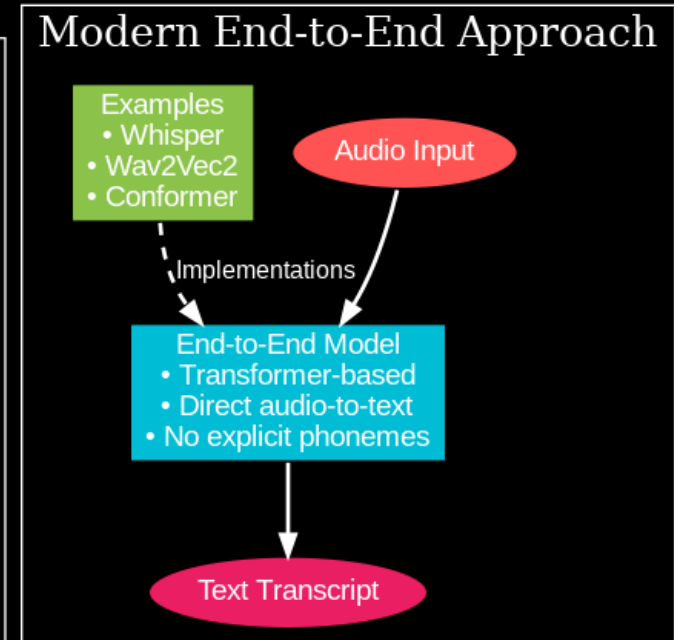 Modern End-to-End Approach
Examples
• Whisper
• Wav2Vec2
• Conformer
Audio Input
Implementations
End-to-End Model
• Transformer-based
• Direct audio-to-text
• No explicit phonemes
Text Transcript